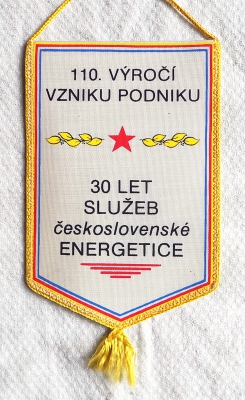 110. VÝROČÍ
VZNIKU PODNIKU
30 LET
SLUŽEB
československé
ENERGETICE